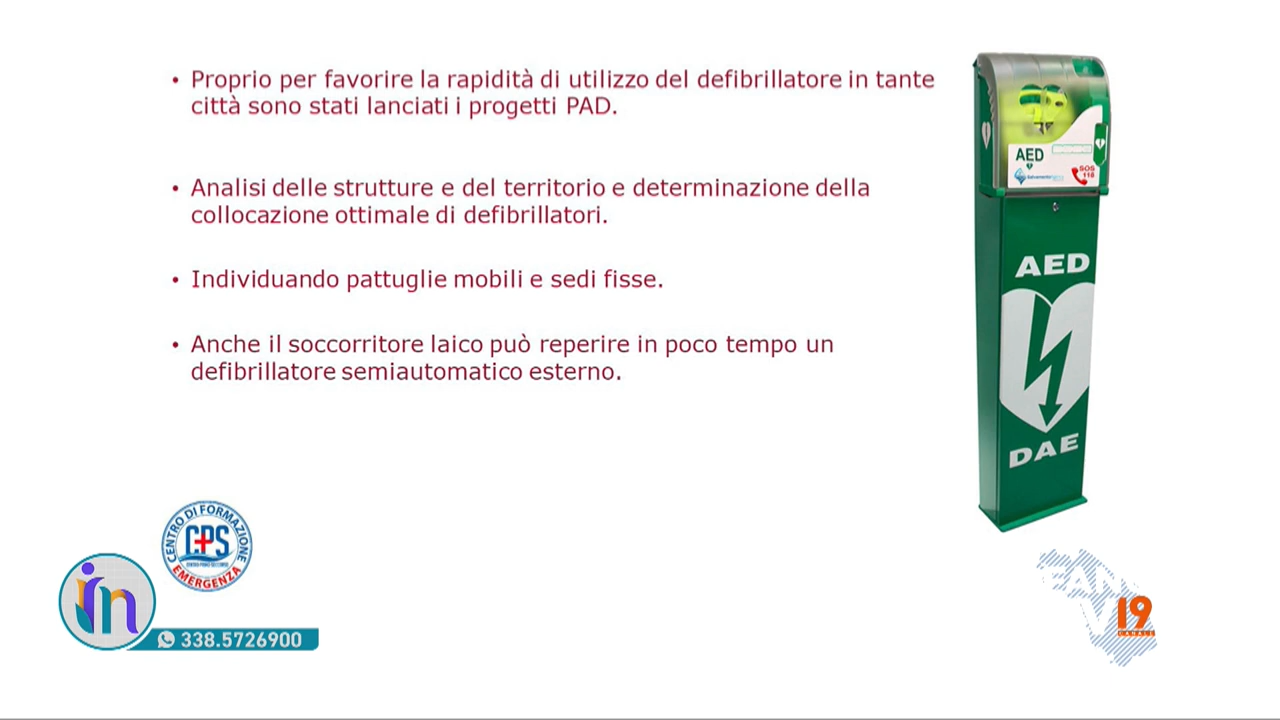 • Proprio per favorire la rapidità di utilizzo del defibrillatore in tante
città sono stati lanciati i progetti PAD.
• Analisi delle strutture e del territorio e determinazione della
collocazione ottimale di defibrillatori.
• Individuando pattuglie mobili e sedi fisse.
• Anche il soccorritore laico può reperire in poco tempo un
defibrillatore semiautomatico esterno.
AED
SOS
118
AED
DAE
CENTRO DI FORMAZIONE
CPS
EMERGENZA
in
338.5726900
19
CANALE